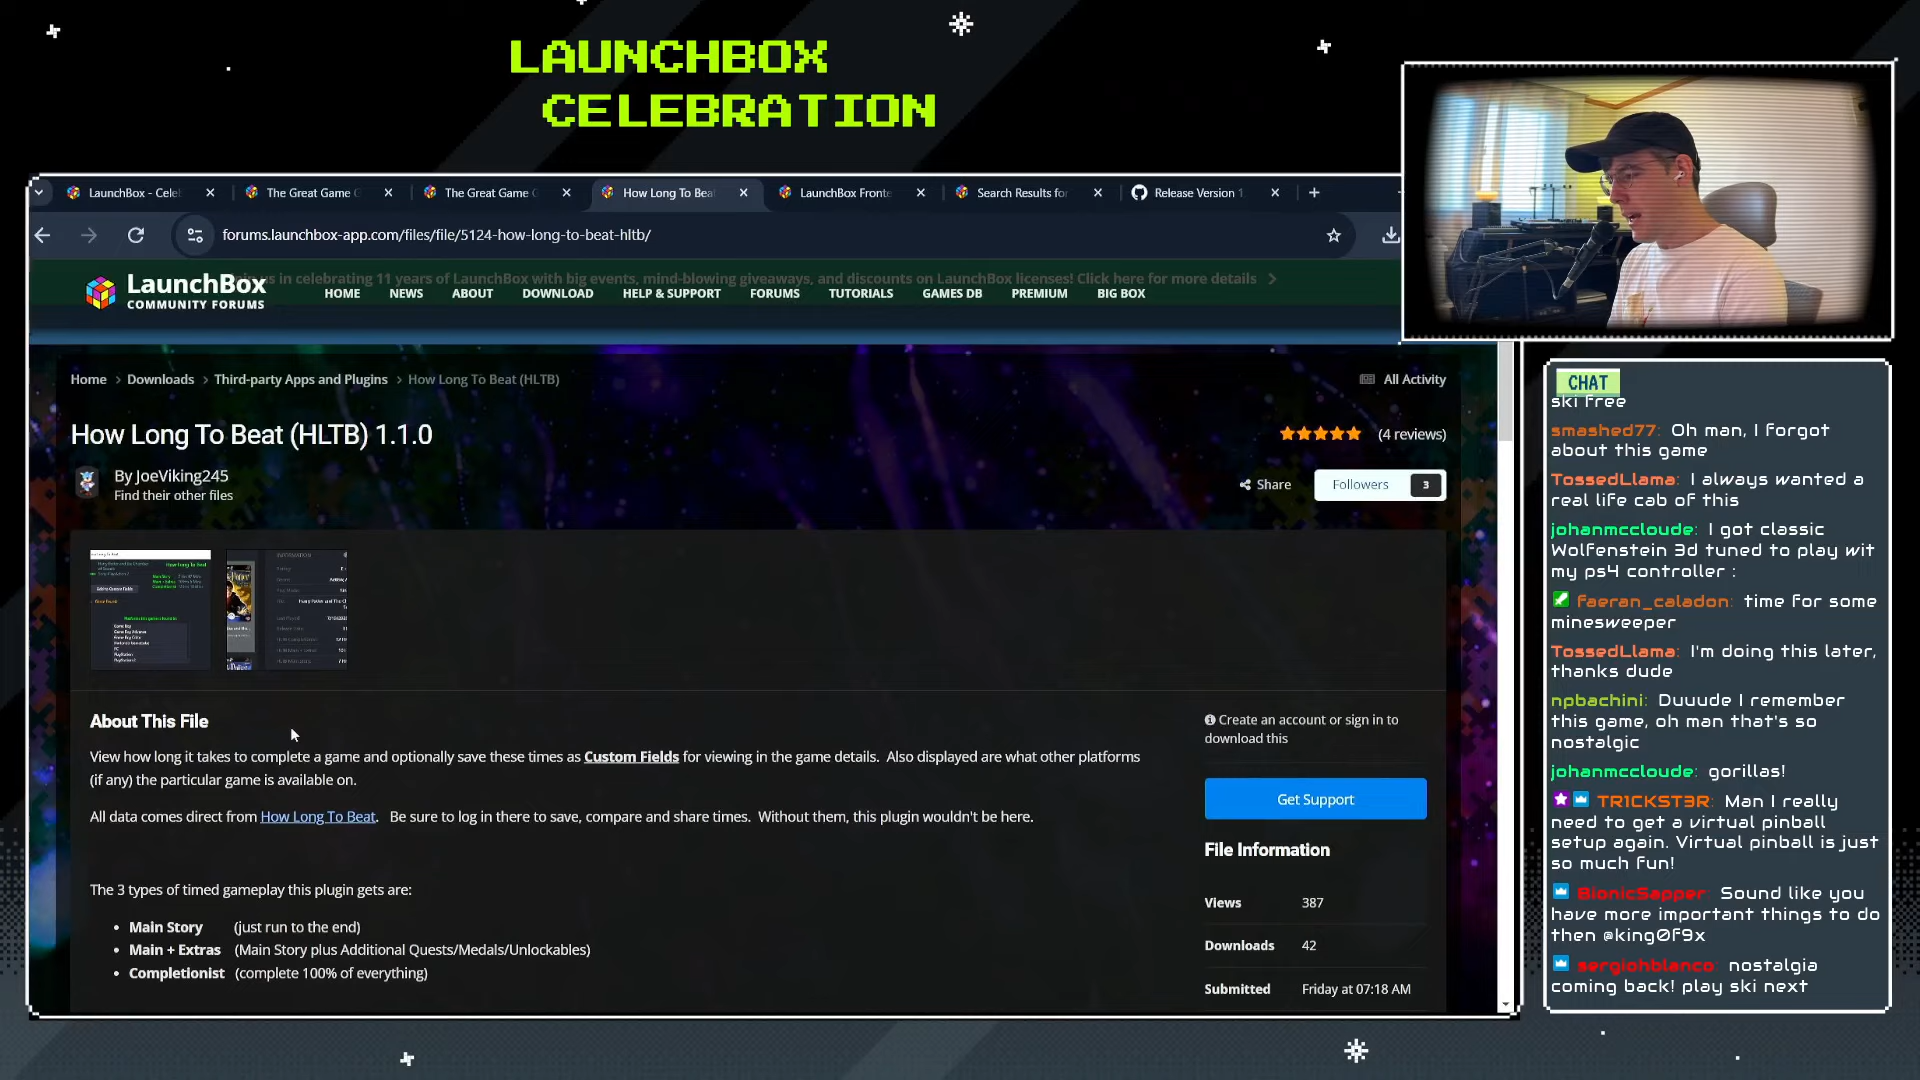 LAUNCHBOX
CELEBRATION
LaunchBox - Cele
The Great Game G
The Great Game G
How Long To Beat
LaunchBox Fronte
Search Results for
Release Version 1
forums.launchbox-app.com/files/file/5124-how-long-to-beat-hltb/
us in celebrating 11 years of LaunchBox with big events, mind-blowing giveaways, and discounts on LaunchBox licenses! Click here for more details
LaunchBox
COMMUNITY FORUMS
HOME NEWS ABOUT DOWNLOAD HELP & SUPPORT FORUMS TUTORIALS GAMES DB PREMIUM BIG BOX
Home > Downloads > Third-party Apps and Plugins > How Long To Beat (HLTB)
All Activity
How Long To Beat (HLTB) 1.1.0
(4 reviews)
By JoeViking245
Find their other files
Share
Followers 3
About This File
View how long it takes to complete a game and optionally save these times as Custom Fields for viewing in the game details. Also displayed are what other platforms
(if any) the particular game is available on.
All data comes direct from How Long To Beat. Be sure to log in there to save, compare and share times. Without them, this plugin wouldn't be here.
The 3 types of timed gameplay this plugin gets are:
• Main Story (just run to the end)
• Main + Extras (Main Story plus Additional Quests/Medals/Unlockables)
• Completionist (complete 100% of everything)
Create an account or sign in to
download this
Get Support
File Information
Views 387
Downloads 42
Submitted Friday at 07:18 AM
CHAT
ski free
smashed77: Oh man, I forgot
about this game
TossedLlama: I always wanted a
real life cab of this
johanmccloude: I got classic
Wolfenstein 3d tuned to play wit
my ps4 controller :
faeran_caladon: time for some
minesweeper
TossedLlama: I'm doing this later,
thanks dude
npbachini: Duuude I remember
this game, oh man that's so
nostalgic
johanmccloude: gorillas!
TR1CKST3R: Man I really
need to get a virtual pinball
setup again. Virtual pinball is just
so much fun!
BionicSapper: Sound like you
have more important things to do
then @king0f9x
sergiohblanco: nostalgia
coming back! play ski next